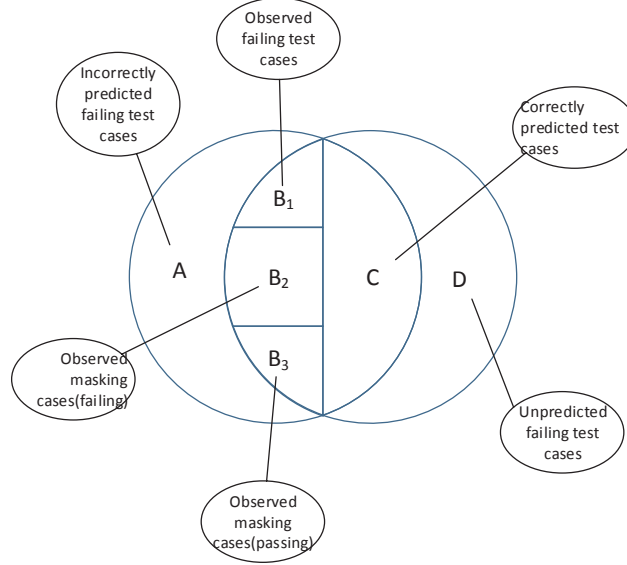 Observed
failing test
cases
Incorrectly
predicted
failing test
cases
Correctly
predicted test
cases
B1
A
B2
C
D
B3
Observed
masking
cases(failing)
Unpredicted
failing test
cases
Observed
masking
cases(passing)